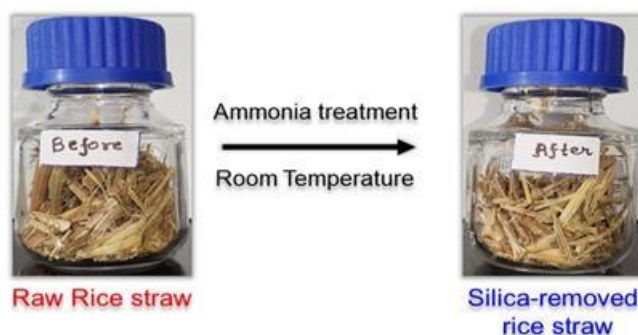 Before
Ammonia treatment
Room Temperature
After
Raw Rice straw
Silica-removed
rice straw